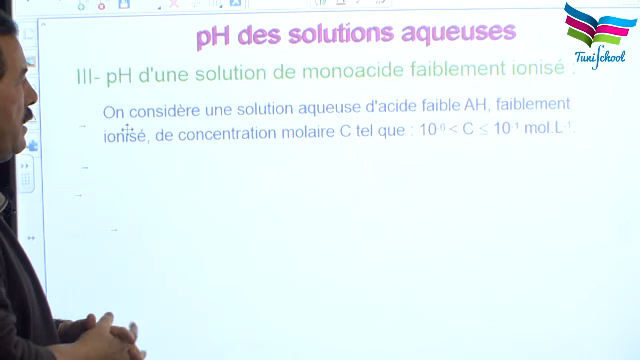 TuniSchool
pH des solutions aqueuses
III- pH d'une solution de monoacide faiblement ionisé :
On considère une solution aqueuse d'acide faible AH, faiblement
ionisé, de concentration molaire C tel que : 10⁻⁶ < C ≤ 10⁻¹ mol.L⁻¹.